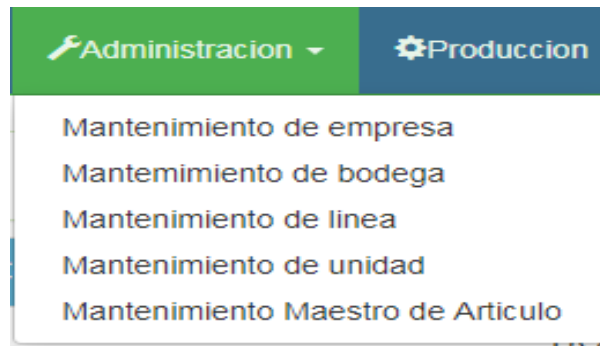 Administracion Produccion
Mantenimiento de empresa
Mantemimiento de bodega
Mantenimiento de linea
Mantenimiento de unidad
Mantenimiento Maestro de Articulo